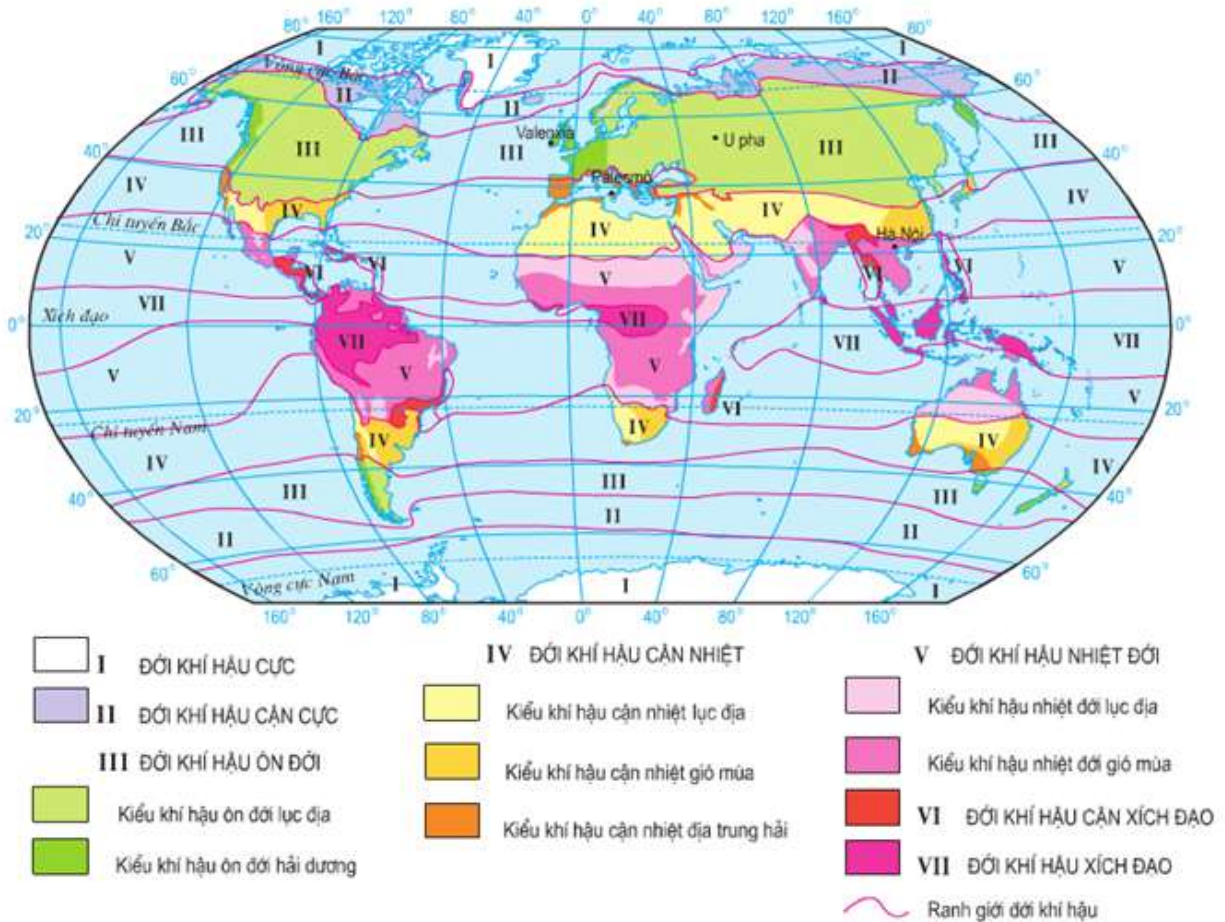 160° 120° 80° 40° 0° 40° 80° 120° 160°
80° 80°
I I
Vòng cực Bắc I
60° II II 60°
II
Valenxia
III III III U pha III III
40° 40°
Palecmô
IV IV IV IV IV
Chí tuyến Bắc
Hà Nội
20° 20°
V VI VI V VI VI V
VII
Xích đạo VII
0° VII VII VII 0°
V V V V
VI
20° 20°
Chí tuyến Nam
IV IV IV IV IV
40° III III III 40°
II II II
60° 60°
Vòng cực Nam I I I
160° 120° 80° 40° 0° 40° 80° 120° 160°
I ĐỚI KHÍ HẬU CỰC
II ĐỚI KHÍ HẬU CẬN CỰC
III ĐỚI KHÍ HẬU ÔN ĐỚI
Kiểu khí hậu ôn đới lục địa
Kiểu khí hậu ôn đới hải dương
IV ĐỚI KHÍ HẬU CẬN NHIỆT
Kiểu khí hậu cận nhiệt lục địa
Kiểu khí hậu cận nhiệt gió mùa
Kiểu khí hậu cận nhiệt địa trung hải
V ĐỚI KHÍ HẬU NHIỆT ĐỚI
Kiểu khí hậu nhiệt đới lục địa
Kiểu khí hậu nhiệt đới gió mùa
VI ĐỚI KHÍ HẬU CẬN XÍCH ĐẠO
VII ĐỚI KHÍ HẬU XÍCH ĐẠO
Ranh giới đới khí hậu